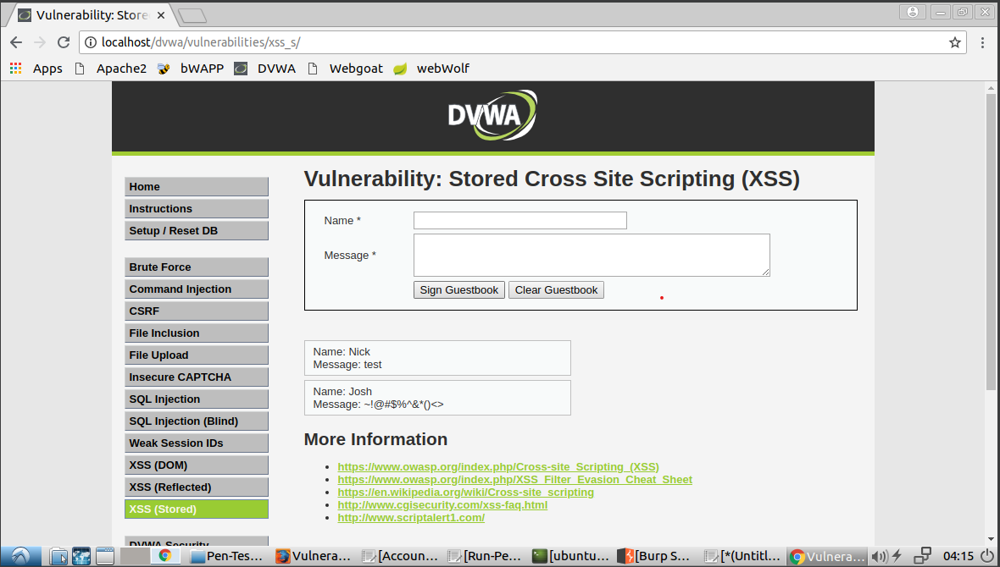 Vulnerability: Store
localhost/dvwa/vulnerabilities/xss_s/
Apps Apache2 bWAPP DVWA Webgoat webWolf
DVWA
Home
Instructions
Setup / Reset DB
Brute Force
Command Injection
CSRF
File Inclusion
File Upload
Insecure CAPTCHA
SQL Injection
SQL Injection (Blind)
Weak Session IDs
XSS (DOM)
XSS (Reflected)
XSS (Stored)
DVWA Security
Vulnerability: Stored Cross Site Scripting (XSS)
Name *
Message *
Sign Guestbook Clear Guestbook
Name: Nick
Message: test
Name: Josh
Message: ~!@#$%^&*()<>
More Information
https://www.owasp.org/index.php/Cross-site_Scripting_(XSS)
https://www.owasp.org/index.php/XSS_Filter_Evasion_Cheat_Sheet
https://en.wikipedia.org/wiki/Cross-site_scripting
http://www.cgisecurity.com/xss-faq.html
http://www.scriptalert1.com/
Pen-Tes... Vulnera... [Accoun... [Run-Pe... [ubuntu... [Burp S... [*(Untitl... Vulnera... 04:15